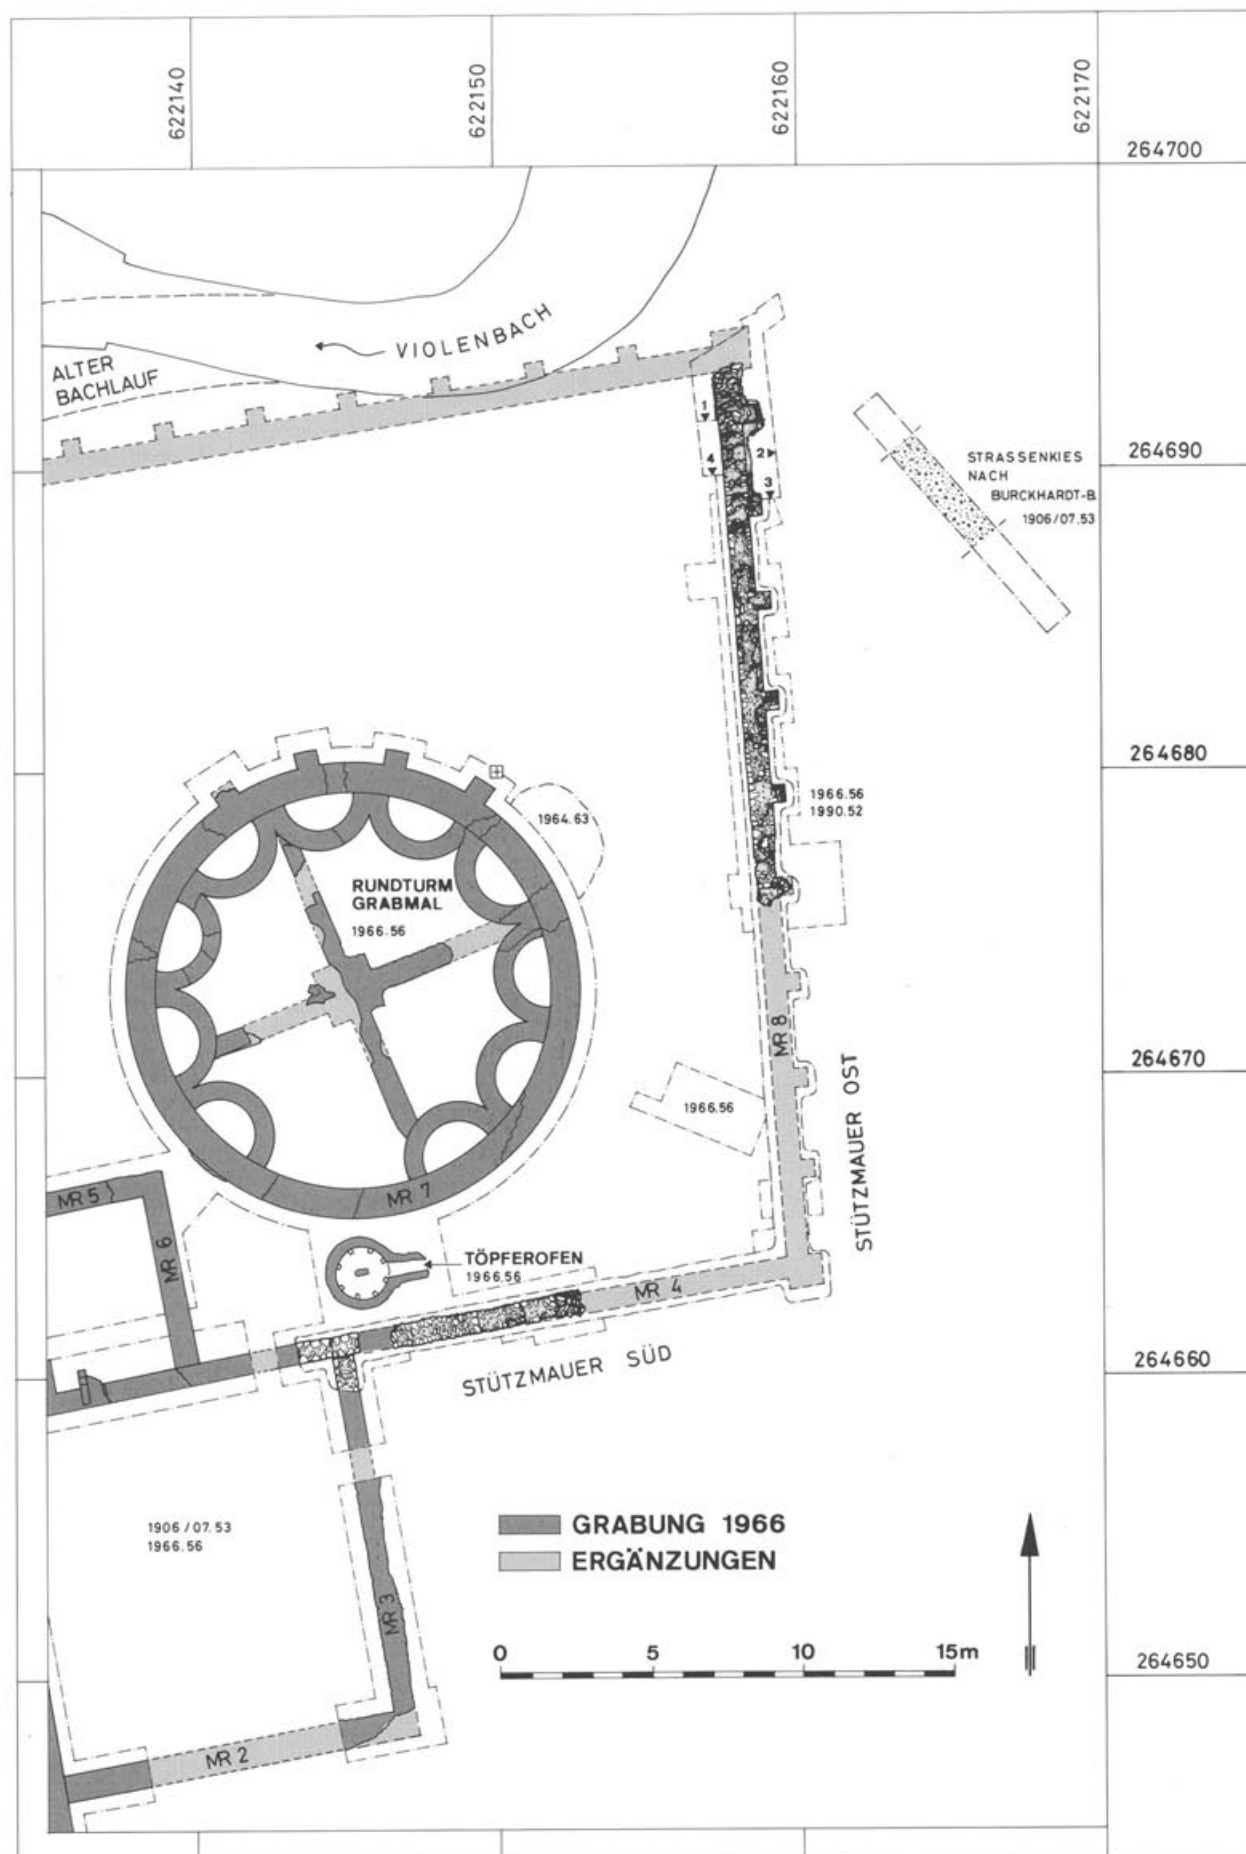 622140
622150
622160
622170
264700
VIOLENBACH
ALTER
BACHLAUF
1
4
2
3
264690
STRASSENKIES
NACH
BURCKHARDT-B.
1906/07.53
264680
1966.56
1990.52
1964.63
RUNDTURM
GRABMAL
1966.56
MR 8
264670
1966.56
STÜTZMAUER OST
MR 5
MR 7
MR 6
TÖPFEROFEN
1966.56
MR 4
264660
STÜTZMAUER SÜD
1906/07.53
1966.56
GRABUNG 1966
ERGÄNZUNGEN
MR 3
0 5 10 15m
264650
MR 2